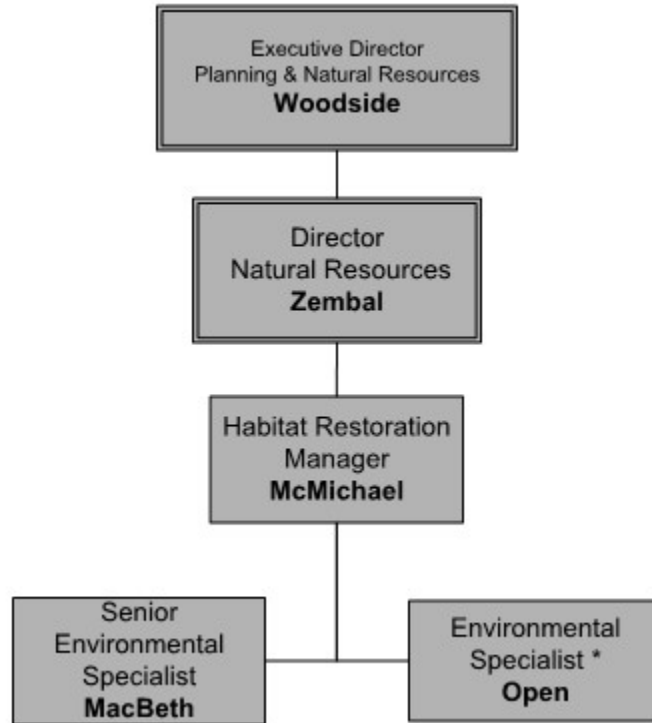 Executive Director
Planning & Natural Resources
Woodside
Director
Natural Resources
Zembal
Habitat Restoration
Manager
McMichael
Senior
Environmental
Specialist
MacBeth
Environmental
Specialist *
Open